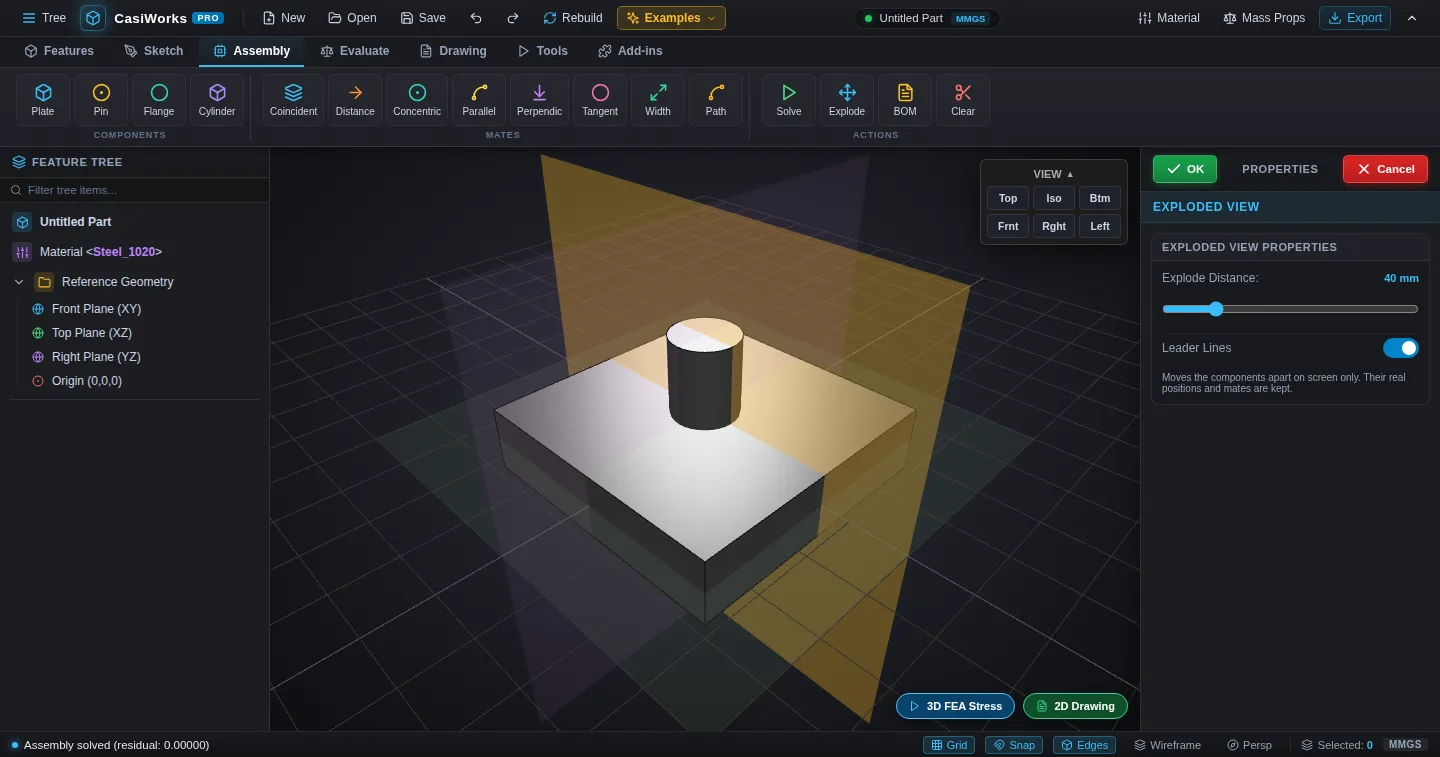 Tree CasiWorks PRO New Open Save Rebuild Examples Untitled Part MMGS Material Mass Props Export
Features Sketch Assembly Evaluate Drawing Tools Add-ins
Plate Pin Flange Cylinder Coincident Distance Concentric Parallel Perpendic Tangent Width Path Solve Explode BOM Clear
COMPONENTS MATES ACTIONS
FEATURE TREE
Filter tree items...
Untitled Part
Material <Steel_1020>
Reference Geometry
Front Plane (XY)
Top Plane (XZ)
Right Plane (YZ)
Origin (0,0,0)
VIEW ▲
Top Iso Btm
Frnt Rght Left
3D FEA Stress 2D Drawing
OK PROPERTIES Cancel
EXPLODED VIEW
EXPLODED VIEW PROPERTIES
Explode Distance: 40 mm
Leader Lines
Moves the components apart on screen only. Their real
positions and mates are kept.
Assembly solved (residual: 0.00000) Grid Snap Edges Wireframe Persp Selected: 0 MMGS